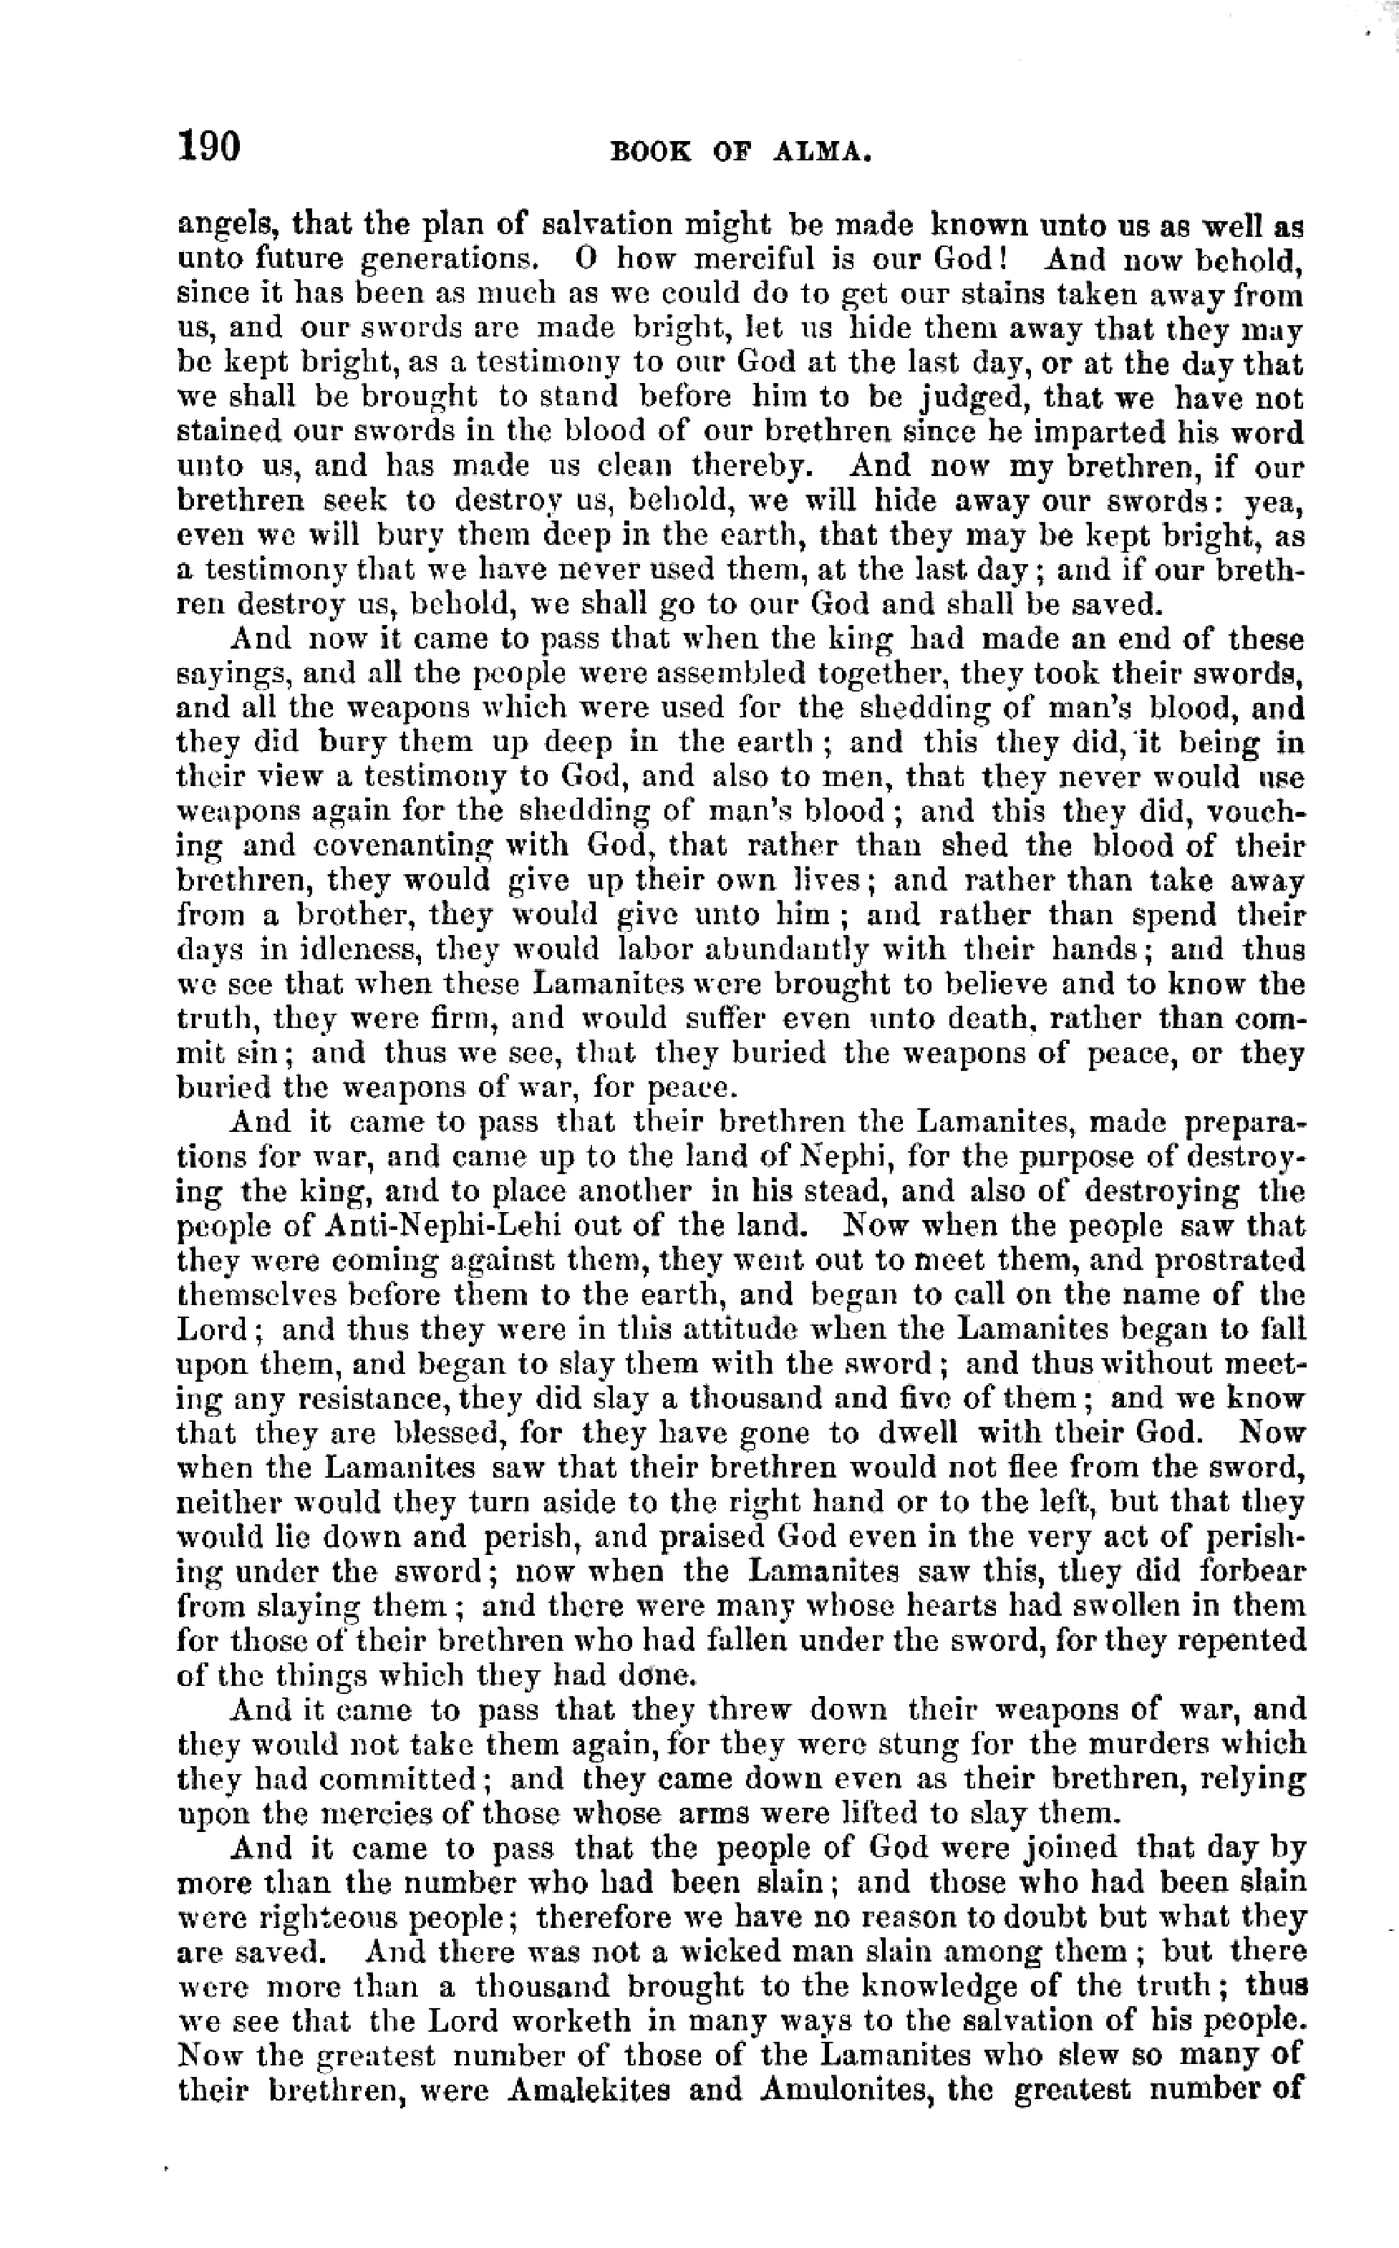 190 BOOK OF ALMA.
angels, that the plan of salvation might be made known unto us as well as
unto future generations. O how merciful is our God! And now behold,
since it has been as much as we could do to get our stains taken away from
us, and our swords are made bright, let us hide them away that they may
be kept bright, as a testimony to our God at the last day, or at the day that
we shall be brought to stand before him to be judged, that we have not
stained our swords in the blood of our brethren since he imparted his word
unto us, and has made us clean thereby. And now my brethren, if our
brethren seek to destroy us, behold, we will hide away our swords: yea,
even we will bury them deep in the earth, that they may be kept bright, as
a testimony that we have never used them, at the last day; and if our breth-
ren destroy us, behold, we shall go to our God and shall be saved.
And now it came to pass that when the king had made an end of these
sayings, and all the people were assembled together, they took their swords,
and all the weapons which were used for the shedding of man's blood, and
they did bury them up deep in the earth; and this they did, it being in
their view a testimony to God, and also to men, that they never would use
weapons again for the shedding of man's blood; and this they did, vouch-
ing and covenanting with God, that rather than shed the blood of their
brethren, they would give up their own lives; and rather than take away
from a brother, they would give unto him; and rather than spend their
days in idleness, they would labor abundantly with their hands; and thus
we see that when these Lamanites were brought to believe and to know the
truth, they were firm, and would suffer even unto death, rather than com-
mit sin; and thus we see, that they buried the weapons of peace, or they
buried the weapons of war, for peace.
And it came to pass that their brethren the Lamanites, made prepara-
tions for war, and came up to the land of Nephi, for the purpose of destroy-
ing the king, and to place another in his stead, and also of destroying the
people of Anti-Nephi-Lehi out of the land. Now when the people saw that
they were coming against them, they went out to meet them, and prostrated
themselves before them to the earth, and began to call on the name of the
Lord; and thus they were in this attitude when the Lamanites began to fall
upon them, and began to slay them with the sword; and thus without meet-
ing any resistance, they did slay a thousand and five of them; and we know
that they are blessed, for they have gone to dwell with their God. Now
when the Lamanites saw that their brethren would not flee from the sword,
neither would they turn aside to the right hand or to the left, but that they
would lie down and perish, and praised God even in the very act of perish-
ing under the sword; now when the Lamanites saw this, they did forbear
from slaying them; and there were many whose hearts had swollen in them
for those of their brethren who had fallen under the sword, for they repented
of the things which they had done.
And it came to pass that they threw down their weapons of war, and
they would not take them again, for they were stung for the murders which
they had committed; and they came down even as their brethren, relying
upon the mercies of those whose arms were lifted to slay them.
And it came to pass that the people of God were joined that day by
more than the number who had been slain; and those who had been slain
were righteous people; therefore we have no reason to doubt but what they
are saved. And there was not a wicked man slain among them; but there
were more than a thousand brought to the knowledge of the truth; thus
we see that the Lord worketh in many ways to the salvation of his people.
Now the greatest number of those of the Lamanites who slew so many of
their brethren, were Amalekites and Amulonites, the greatest number of